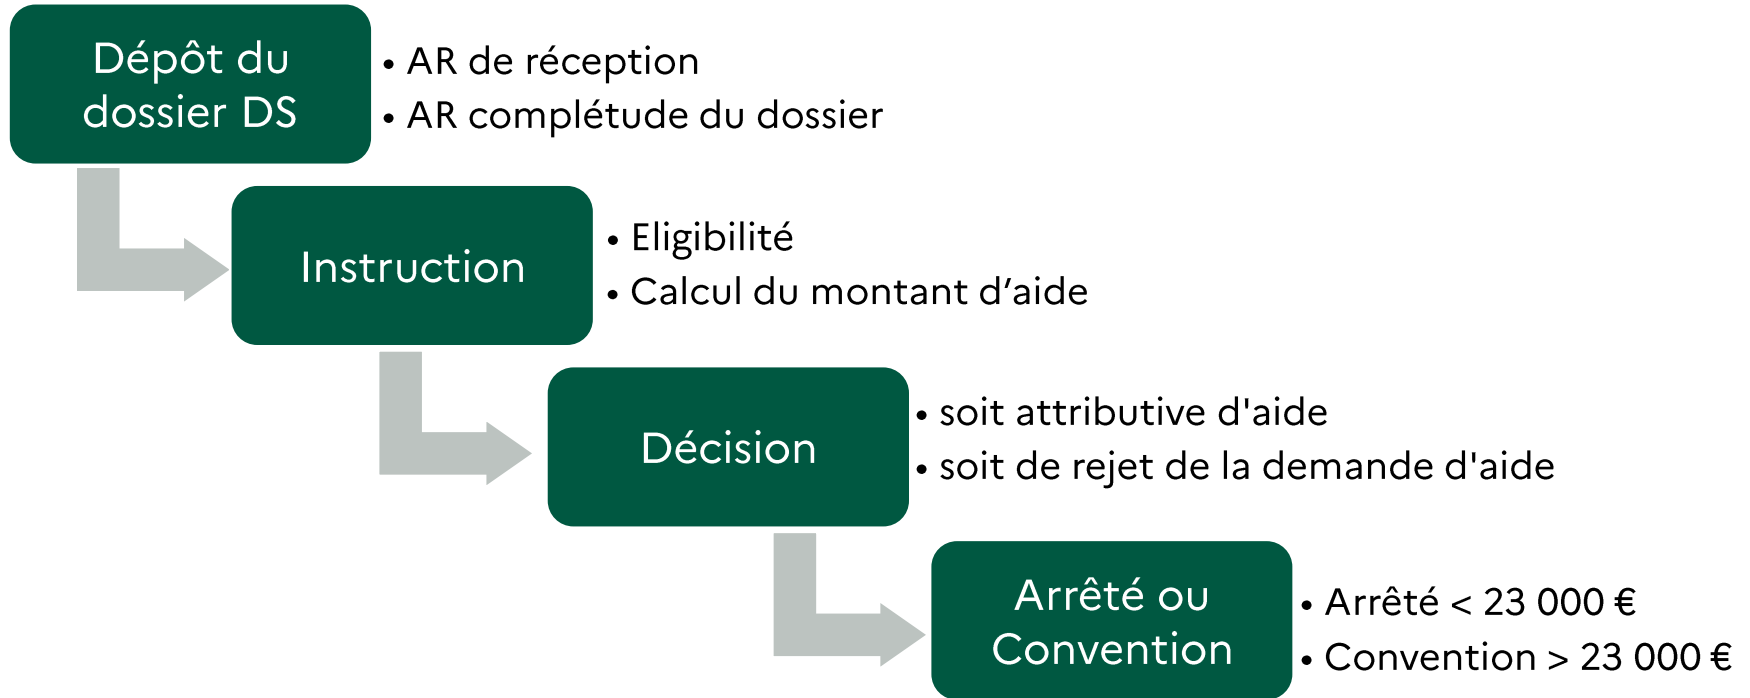 Dépôt du
dossier DS
• AR de réception
• AR complétude du dossier
Instruction
• Eligibilité
• Calcul du montant d’aide
Décision
• soit attributive d'aide
• soit de rejet de la demande d'aide
Arrêté ou
Convention
• Arrêté < 23 000 €
• Convention > 23 000 €